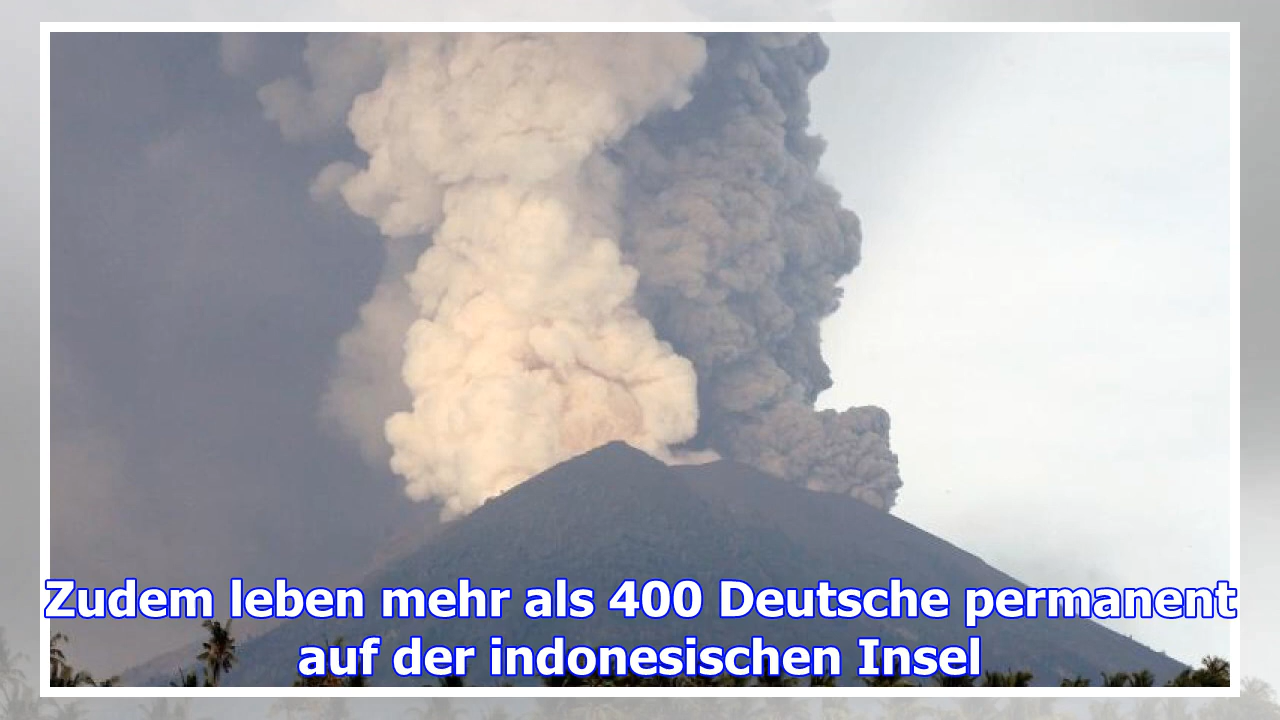 Zudem leben mehr als 400 Deutsche permanent
auf der indonesischen Insel